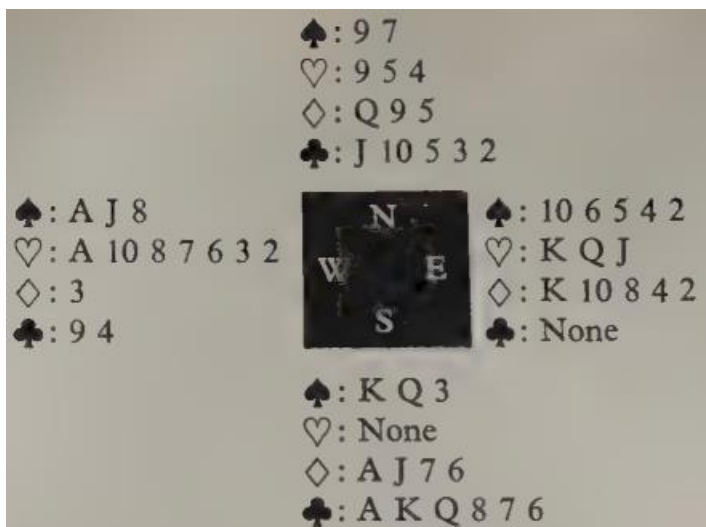 ♠: 9 7
♡: 9 5 4
♢: Q 9 5
♣: J 10 5 3 2
♠: A J 8
♡: A 10 8 7 6 3 2
♢: 3
♣: 9 4
N
W E
S
♠: 10 6 5 4 2
♡: K Q J
♢: K 10 8 4 2
♣: None
♠: K Q 3
♡: None
♢: A J 7 6
♣: A K Q 8 7 6